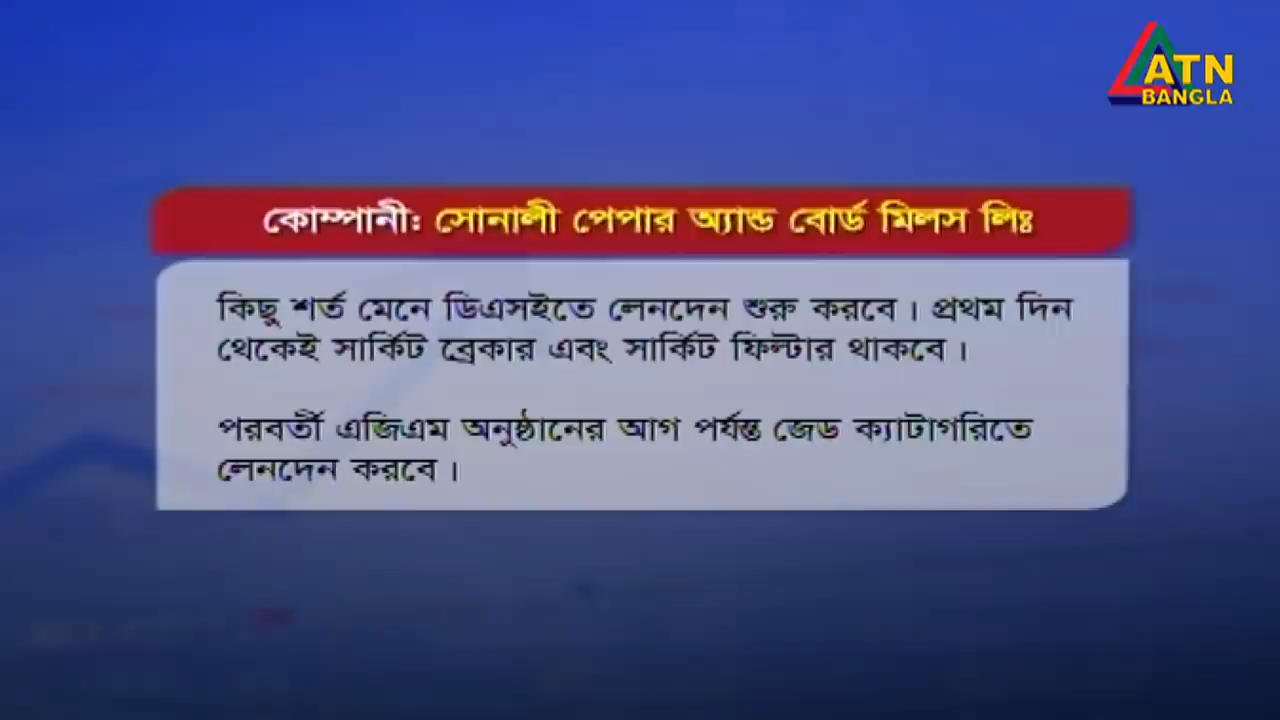 ATN
BANGLA
কোম্পানী: সোনালী পেপার অ্যান্ড বোর্ড মিলস লিঃ
কিছু শর্ত মেনে ডিএসইতে লেনদেন শুরু করবে। প্রথম দিন
থেকেই সার্কিট ব্রেকার এবং সার্কিট ফিল্টার থাকবে।
পরবর্তী এজিএম অনুষ্ঠানের আগ পর্যন্ত জেড ক্যাটাগরিতে
লেনদেন করবে।